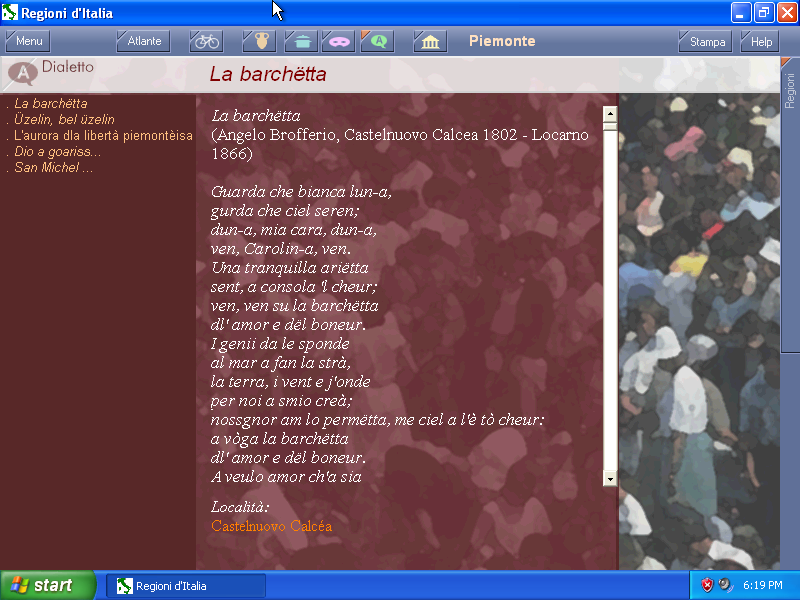 Regioni d'Italia
Menu
Atlante
A
Piemonte
Stampa
Help
A Dialetto
La barchëtta
Regioni
. La barchëtta
. Üzelin, bel üzelin
. L'aurora dla libertà piemontèisa
. Dio a goariss...
. San Michel ...
La barchëtta
(Angelo Brofferio, Castelnuovo Calcea 1802 - Locarno
1866)
Guarda che bianca lun-a,
gurda che ciel seren;
dun-a, mia cara, dun-a,
ven, Carolin-a, ven.
Una tranquilla ariëtta
sent, a consola 'l cheur;
ven, ven su la barchëtta
dl' amor e dël boneur.
I genii da le sponde
al mar a fan la strà,
la terra, i vent e j'onde
per noi a smio creà;
nossgnor am lo permëtta, me ciel a l'è tò cheur:
a vòga la barchëtta
dl' amor e dël boneur.
A veulo amor ch'a sia
Località:
Castelnuovo Calcéa
start
Regioni d'Italia
6:19 PM